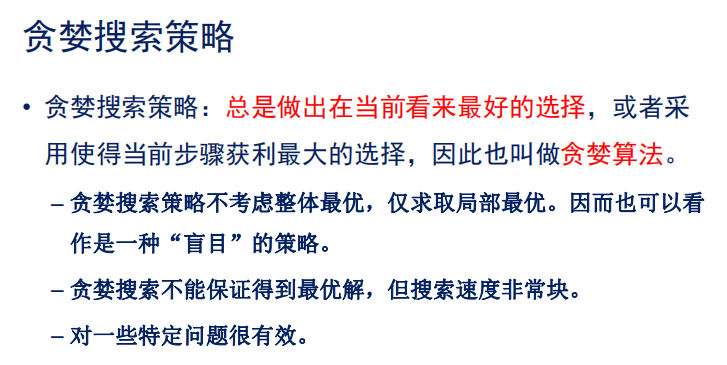 贪婪搜索策略
• 贪婪搜索策略：总是做出在当前看来最好的选择，或者采
用使得当前步骤获利最大的选择，因此也叫做贪婪算法。
– 贪婪搜索策略不考虑整体最优，仅求取局部最优。因而也可以看
作是一种“盲目”的策略。
– 贪婪搜索不能保证得到最优解，但搜索速度非常块。
– 对一些特定问题很有效。